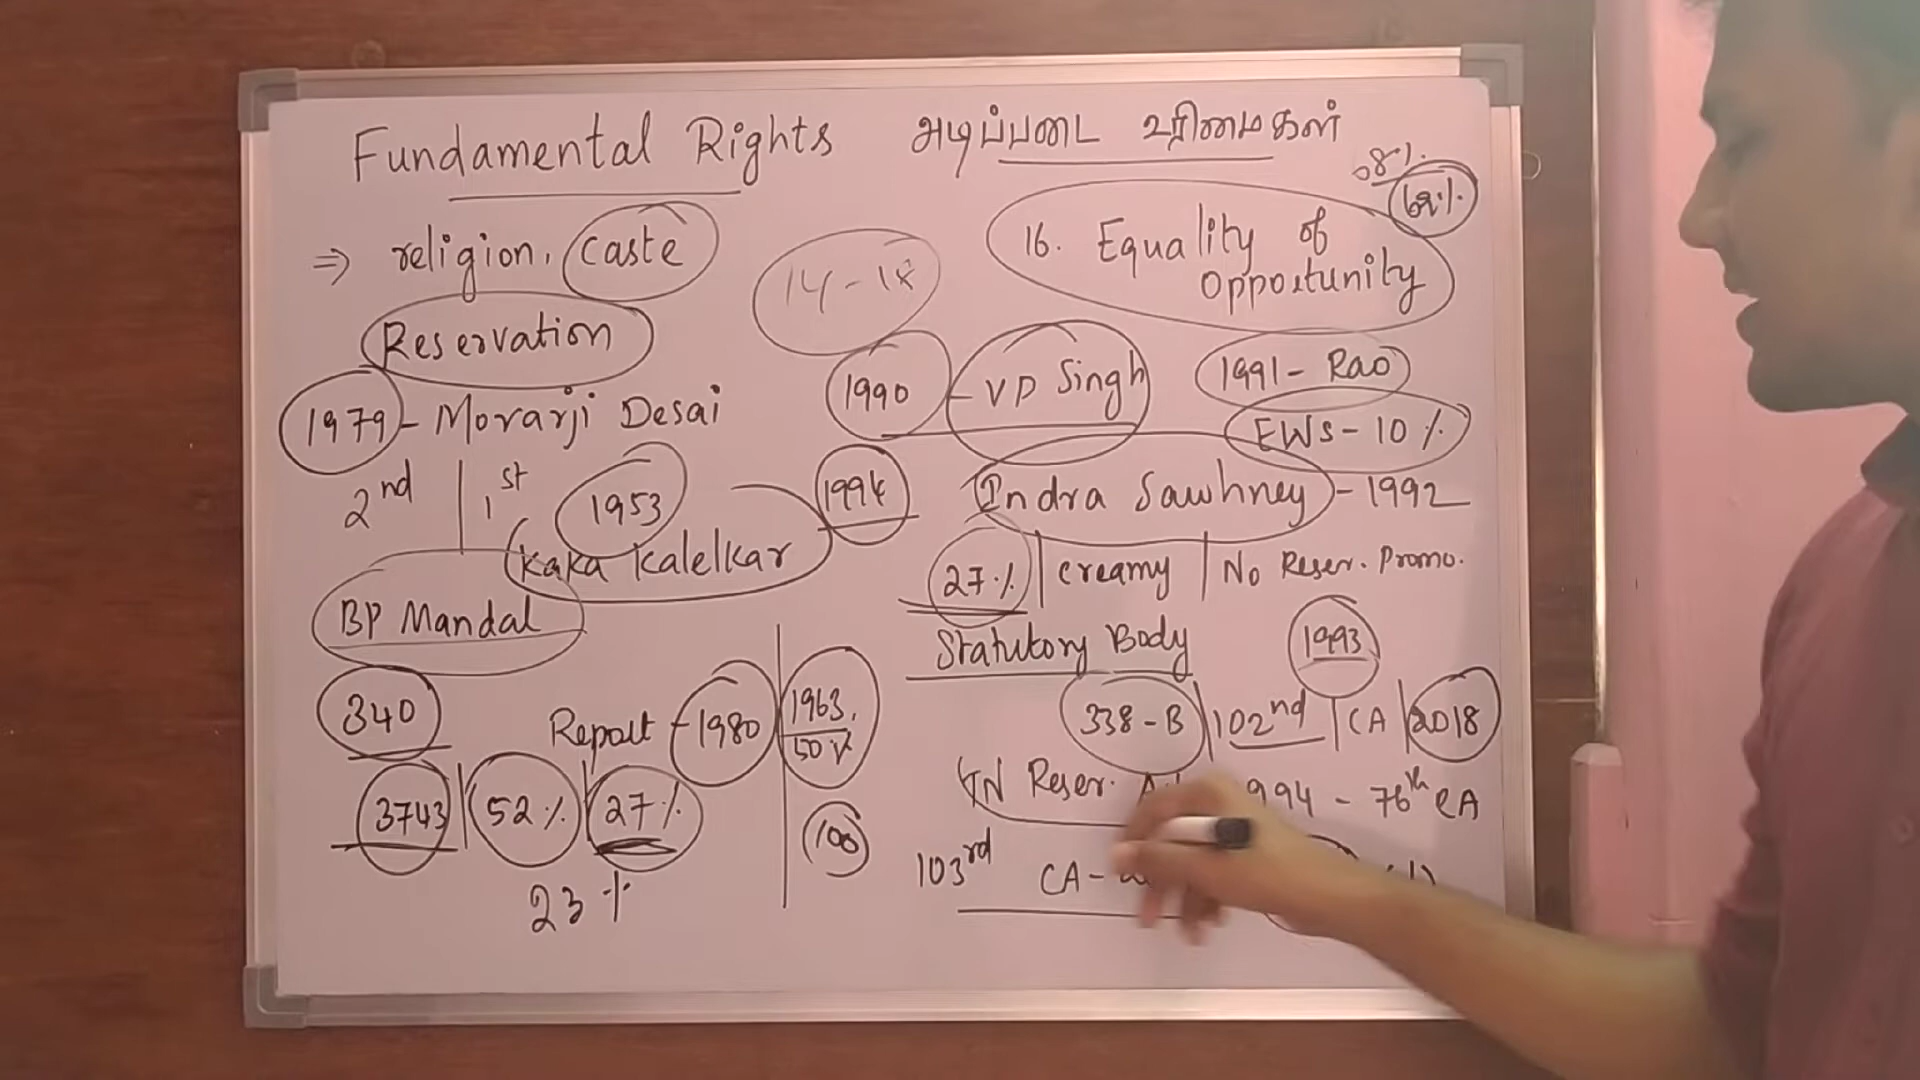 Fundamental Rights அடிப்படை உரிமைகள்
⇒ religion, caste
Reservation
1979 - Morarji Desai
2nd | 1st 1953
Kaka Kalelkar
BP Mandal
340
Report - 1980
3743 | 52% | 27%
23%
1963.
50%
100
14 - 18
08%.
69%.
16. Equality of
Opportunity
1990 - VP Singh
1991 - Rao
EWS - 10%
1994
Indra Sawhney - 1992
27% | creamy | No Reser. Promo.
Statutory Body
1993
338-B | 102nd | CA | 2018
TN Reser. 994 - 76th CA
103rd CA -